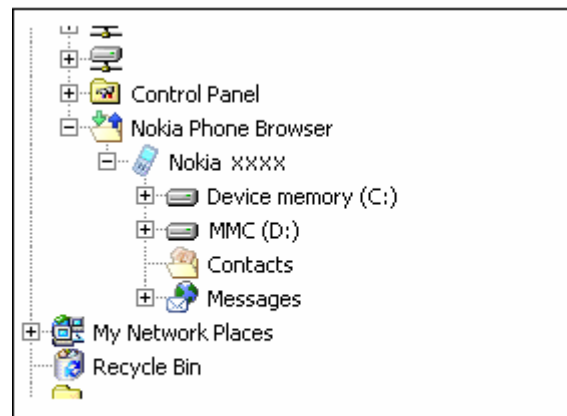 Control Panel
Nokia Phone Browser
Nokia xxxx
Device memory (C:)
MMC (D:)
Contacts
Messages
My Network Places
Recycle Bin